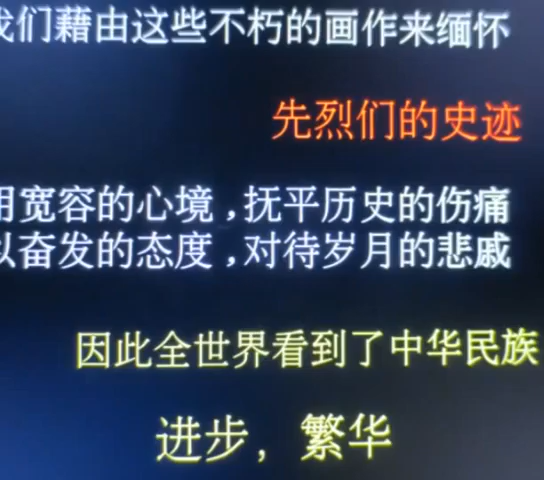 我们藉由这些不朽的画作来缅怀
先烈们的史迹
用宽容的心境,抚平历史的伤痛
以奋发的态度,对待岁月的悲戚
因此全世界看到了中华民族
进步,繁华